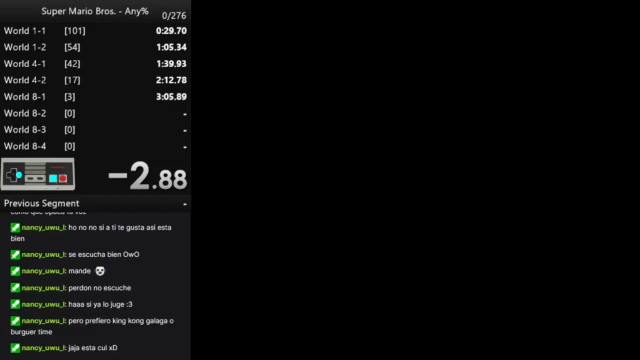 Super Mario Bros. - Any%
0/276
World 1-1 [101] 0:29.70
World 1-2 [54] 1:05.34
World 4-1 [42] 1:39.93
World 4-2 [17] 2:12.78
World 8-1 [3] 3:05.89
World 8-2 [0] -
World 8-3 [0] -
World 8-4 [0] -
−2.88
Previous Segment -
como que opaca tu voz
nancy_uwu_l: ho no no si a ti te gusta asi esta
bien
nancy_uwu_l: se escucha bien OwO
nancy_uwu_l: mande
nancy_uwu_l: perdon no escuche
nancy_uwu_l: haaa si ya lo juge :3
nancy_uwu_l: pero prefiero king kong galaga o
burguer time
nancy_uwu_l: jaja esta cul xD